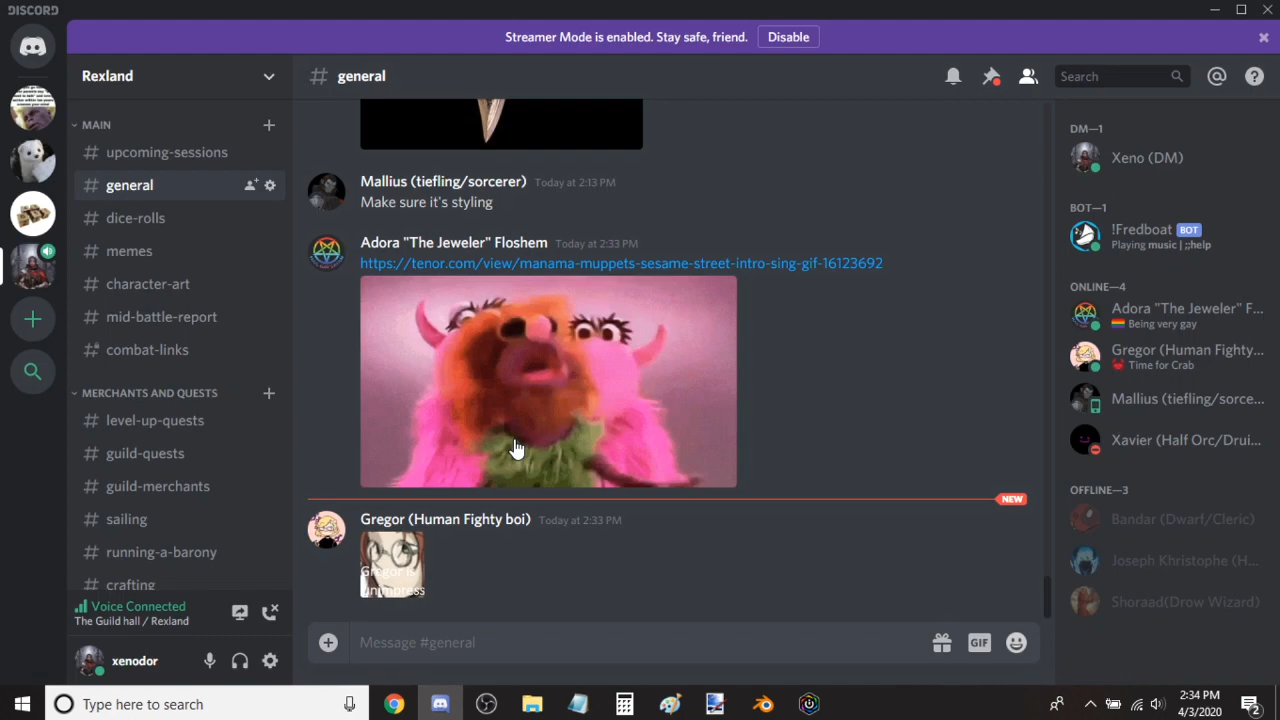 DISCORD
Streamer Mode is enabled. Stay safe, friend.
Disable
Rexland
general
Search
MAIN
upcoming-sessions
general
dice-rolls
memes
character-art
mid-battle-report
combat-links
MERCHANTS AND QUESTS
level-up-quests
guild-quests
guild-merchants
sailing
running-a-barony
crafting
Voice Connected
The Guild hall / Rexland
xenodor
Mallius (tiefling/sorcerer) Today at 2:13 PM
Make sure it's styling
Adora "The Jeweler" Floshem Today at 2:33 PM
https://tenor.com/view/manama-muppets-sesame-street-intro-sing-gif-16123692
NEW
Gregor (Human Fighty boi) Today at 2:33 PM
Gregor is
unimpress
Message #general
GIF
DM—1
Xeno (DM)
BOT—1
!Fredboat BOT
Playing music | ;;help
ONLINE—4
Adora "The Jeweler" F...
Being very gay
Gregor (Human Fighty...
Time for Crab
Mallius (tiefling/sorce...
Xavier (Half Orc/Drui...
OFFLINE—3
Bandar (Dwarf/Cleric)
Joseph Khristophe (H...
Shoraad(Drow Wizard)
Type here to search
2:34 PM
4/3/2020
2